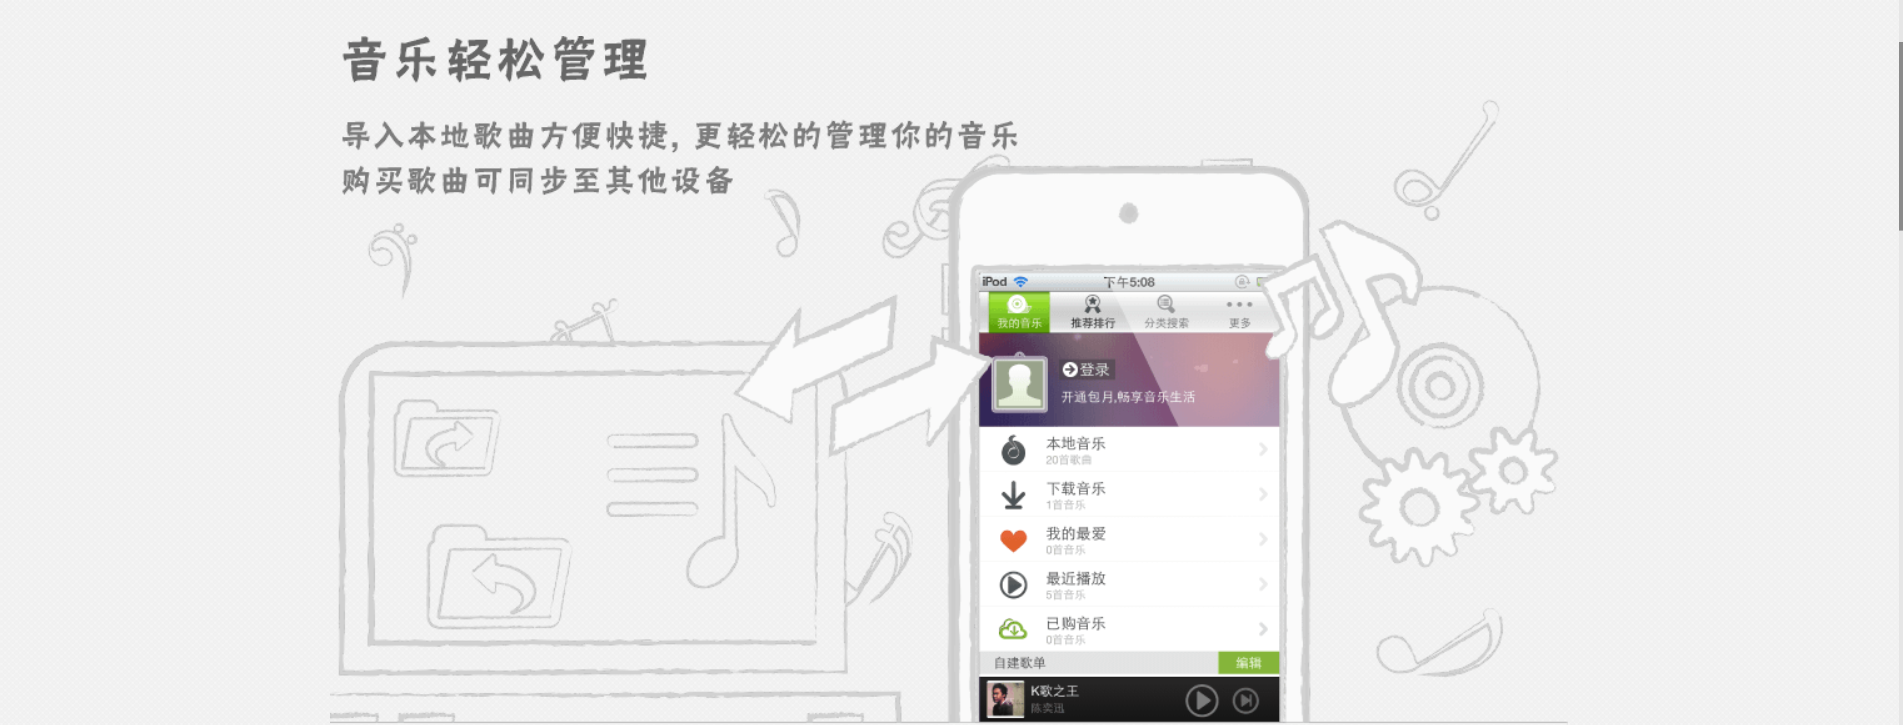 音乐轻松管理
导入本地歌曲方便快捷, 更轻松的管理你的音乐
购买歌曲可同步至其他设备
iPod 下午5:08
我的音乐 推荐排行 分类搜索 更多
登录
开通包月,畅享音乐生活
本地音乐
20首歌曲
下载音乐
1首音乐
我的最爱
0首音乐
最近播放
5首音乐
已购音乐
0首音乐
自建歌单 编辑
K歌之王
陈奕迅